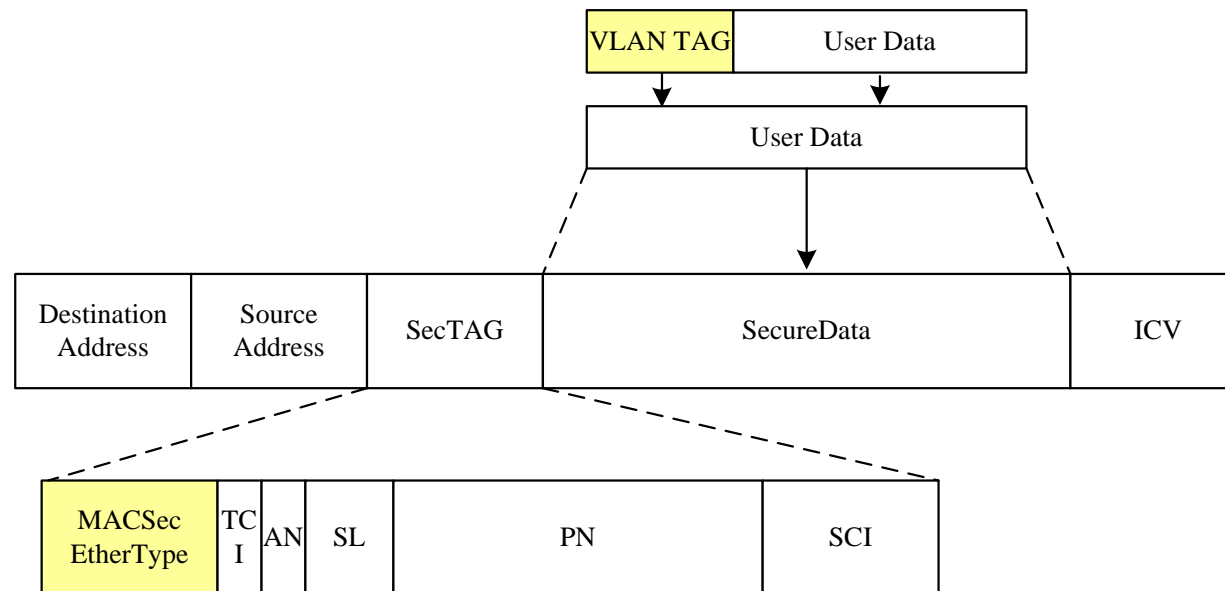 VLAN TAG
User Data
User Data
Destination
Address
Source
Address
SecTAG
SecureData
ICV
MACSec
EtherType
TC
I
AN
SL
PN
SCI